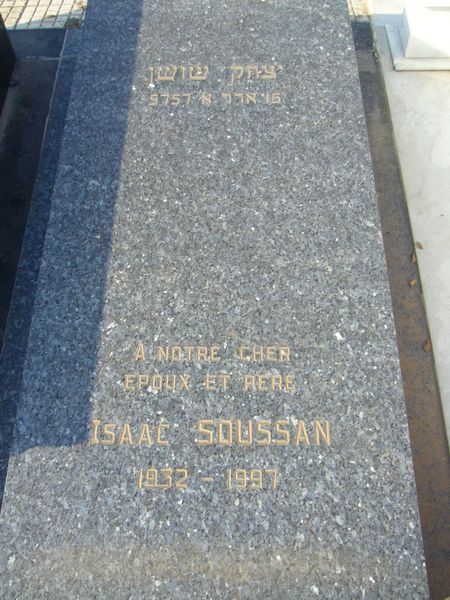 יצחק שושן
15 אדר א 5757
A NOTRE CHER
EPOUX ET PERE
ISAAC SOUSSAN
1932 - 1997